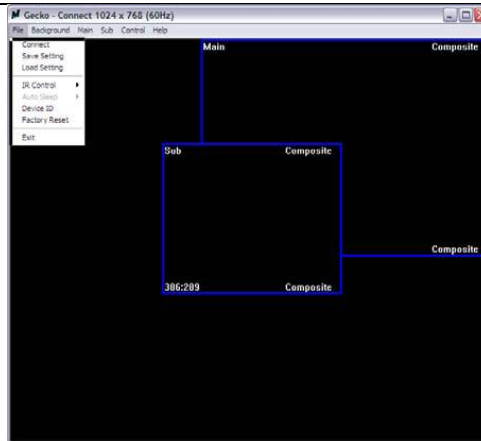 Gecko - Connect 1024 x 768 (60Hz)
File Background Main Sub Control Help
Connect
Save Setting
Load Setting
IR Control
Auto Sleep
Device ID
Factory Reset
Exit
Main Composite
Sub Composite
Composite
386:289 Composite